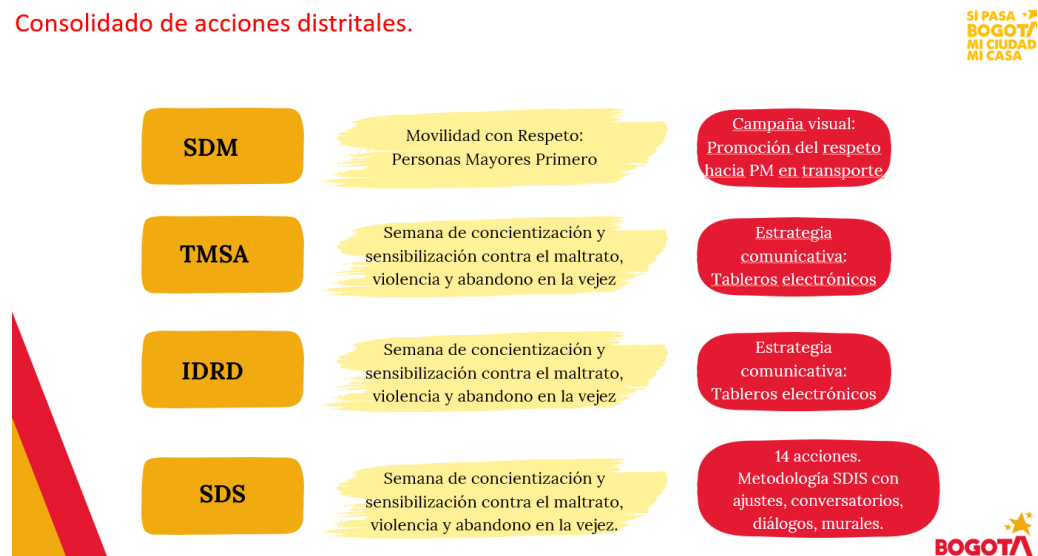 Consolidado de acciones distritales.
SI PASA
BOGOTÁ
MI CIUDAD
MI CASA
SDM
Movilidad con Respeto:
Personas Mayores Primero
Campaña visual:
Promoción del respeto
hacia PM en transporte
TMSA
Semana de concientización y
sensibilización contra el maltrato,
violencia y abandono en la vejez
Estrategia
comunicativa:
Tableros electrónicos
IDRD
Semana de concientización y
sensibilización contra el maltrato,
violencia y abandono en la vejez
Estrategia
comunicativa:
Tableros electrónicos
SDS
Semana de concientización y
sensibilización contra el maltrato,
violencia y abandono en la vejez.
14 acciones.
Metodología SDIS con
ajustes, conversatorios,
diálogos, murales.
BOGOTÁ